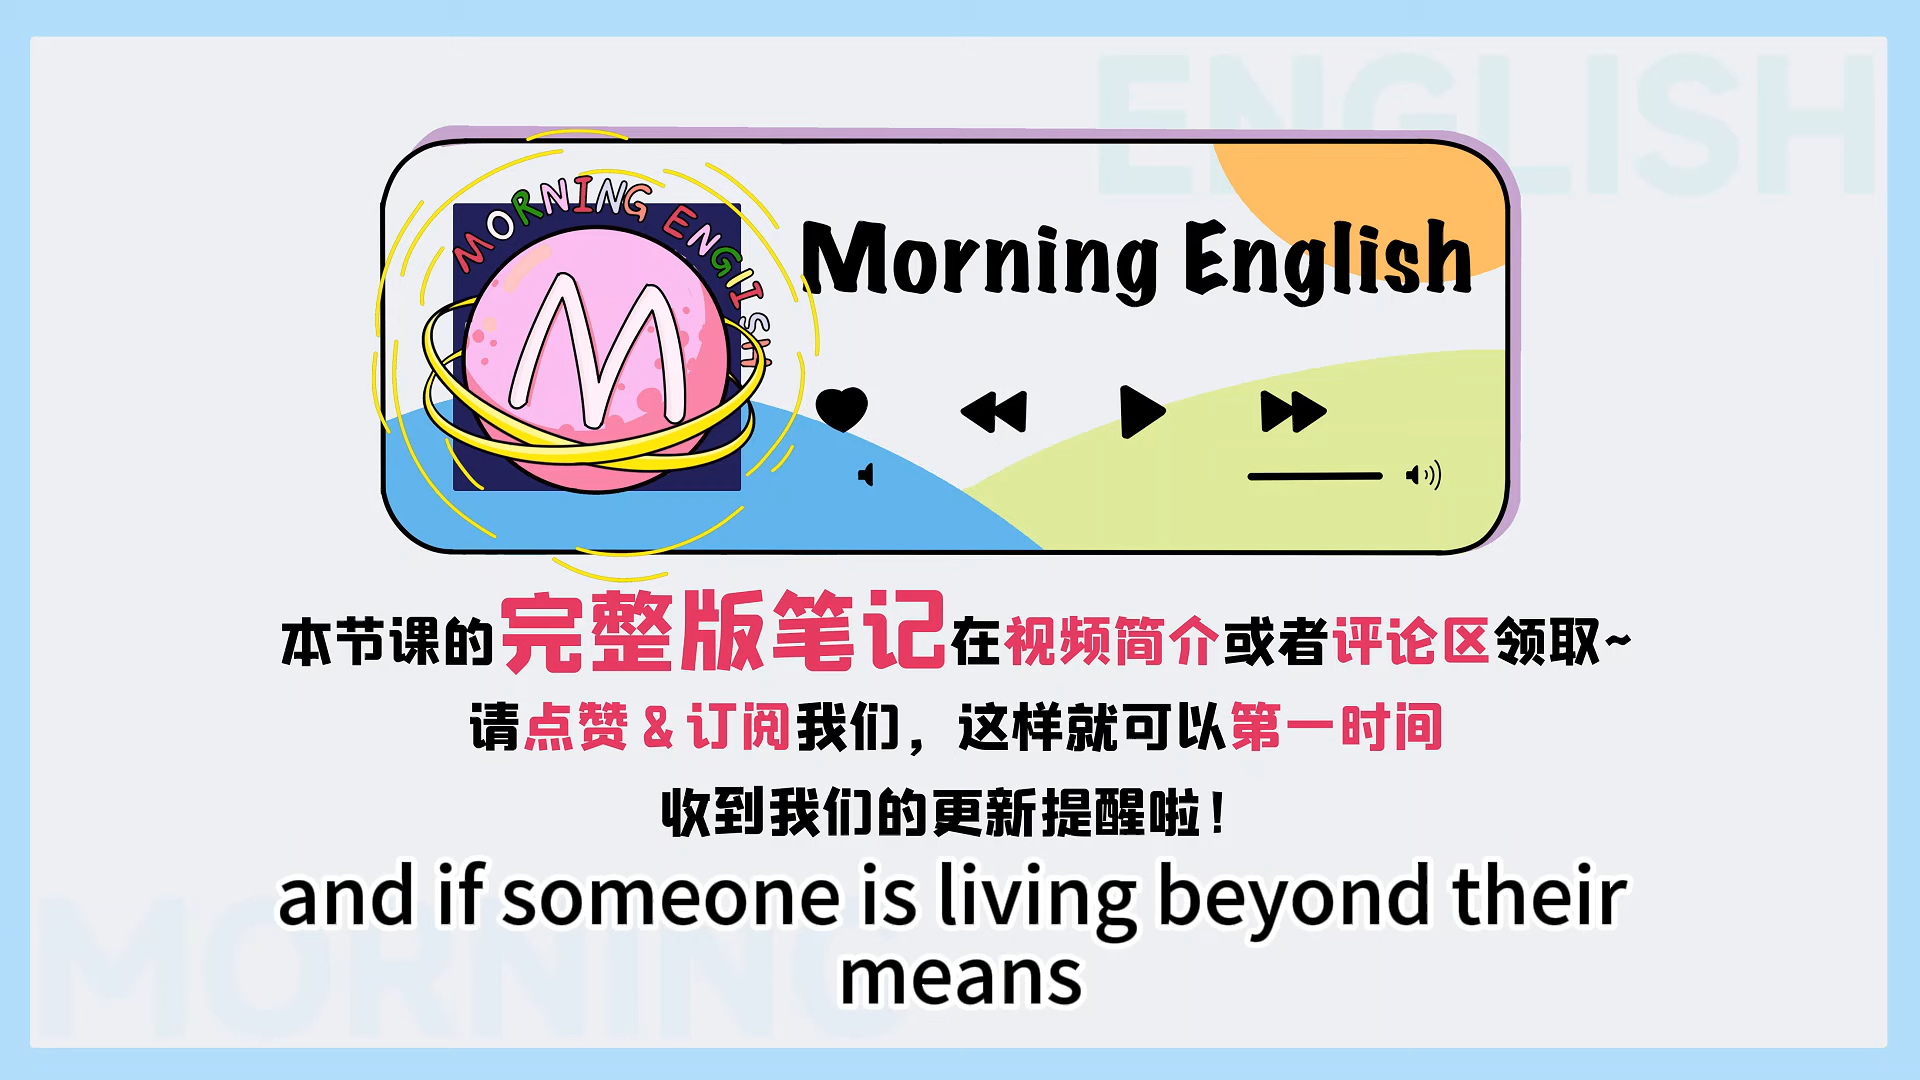 ENGLISH
MORNING ENGLISH
M
Morning English
本节课的完整版笔记在视频简介或者评论区领取~
请点赞&订阅我们，这样就可以第一时间
收到我们的更新提醒啦！
and if someone is living beyond their
means
MORNING